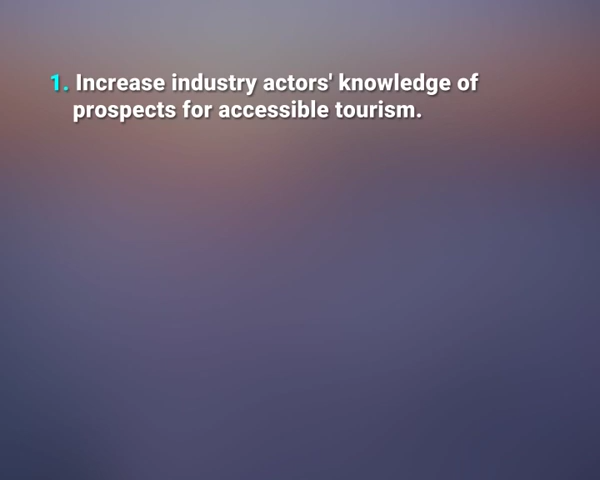 1. Increase industry actors' knowledge of
prospects for accessible tourism.